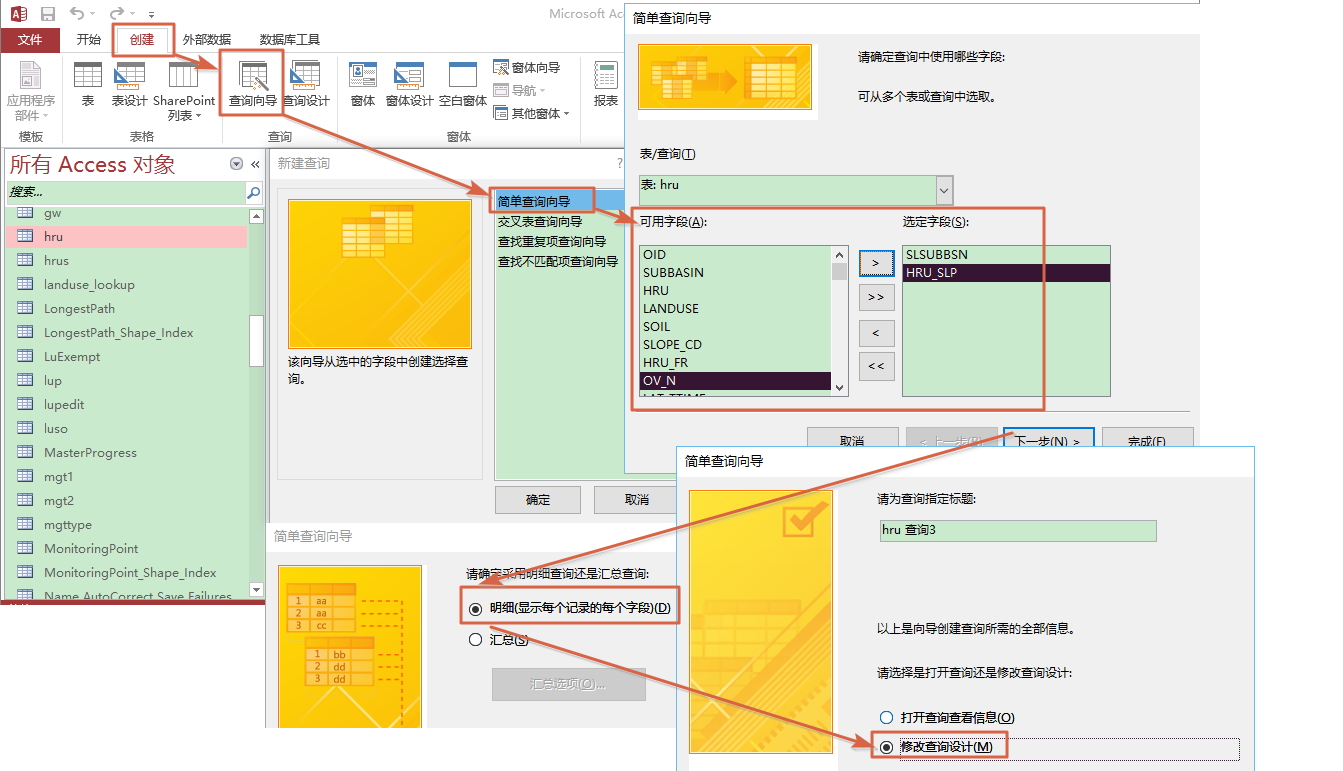 Microsoft Acc
文件
开始
创建
外部数据
数据库工具
应用程序
部件
表
表设计
SharePoint
列表
查询向导
查询设计
窗体
窗体设计
空白窗体
窗体向导
导航
其他窗体
报表
模板
表格
查询
窗体
所有 Access 对象
«
搜索...
gw
hru
hrus
landuse_lookup
LongestPath
LongestPath_Shape_Index
LuExempt
lup
lupedit
luso
MasterProgress
mgt1
mgt2
mgttype
MonitoringPoint
MonitoringPoint_Shape_Index
Name AutoCorrect Save Failures
新建查询
?
该向导从选中的字段中创建选择查
询。
简单查询向导
交叉表查询向导
查找重复项查询向导
查找不匹配项查询向导
确定
取消
简单查询向导
请确定查询中使用哪些字段:
可从多个表或查询中选取。
表/查询(T)
表: hru
可用字段(A):
选定字段(S):
OID
SUBBASIN
HRU
LANDUSE
SOIL
SLOPE_CD
HRU_FR
OV_N
LAT_TTIME
>
>>
<
<<
SLSUBBSN
HRU_SLP
取消
< 上一步(B)
下一步(N) >
完成(F)
简单查询向导
请确定采用明细查询还是汇总查询:
明细(显示每个记录的每个字段)(D)
汇总(S)
汇总选项(O)...
1 aa
2 aa
3 cc
1 bb
2 dd
3 dd
简单查询向导
请为查询指定标题:
hru 查询3
以上是向导创建查询所需的全部信息。
请选择是打开查询还是修改查询设计:
打开查询查看信息(O)
修改查询设计(M)